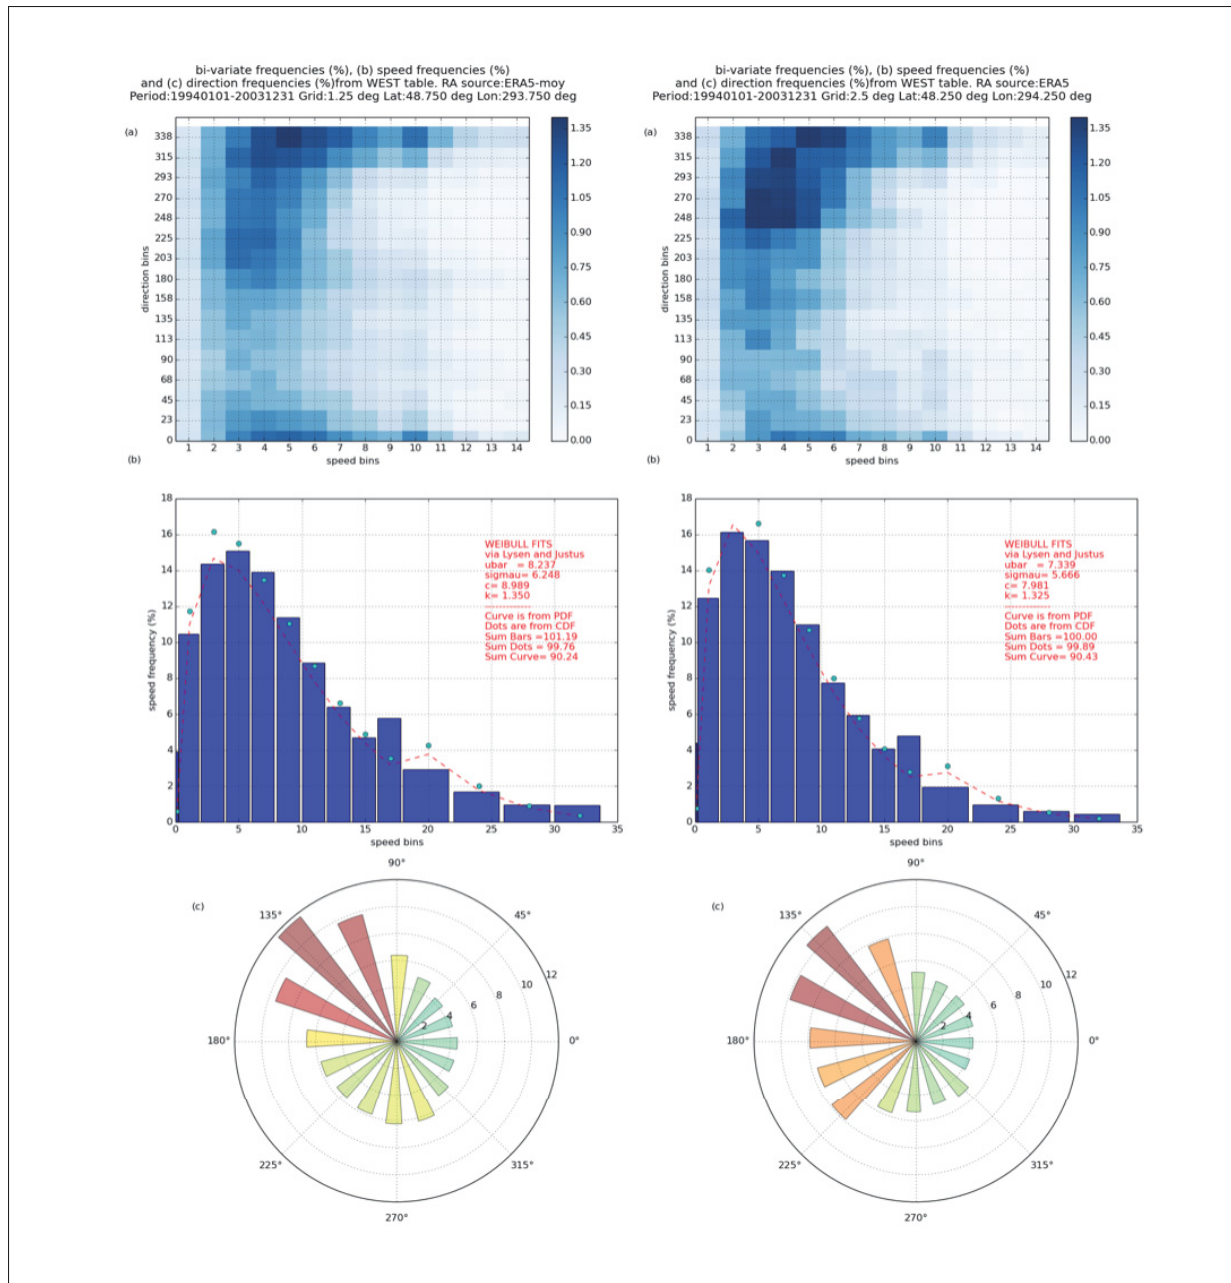 bi-variate frequencies (%), (b) speed frequencies (%)
and (c) direction frequencies (%)from WEST table. RA source:ERA5-moy
Period:19940101-20031231 Grid:1.25 deg Lat:48.750 deg Lon:293.750 deg
(a)
338
315
293
270
248
225
203
180
158
135
113
90
68
45
23
0
direction bins
1 2 3 4 5 6 7 8 9 10 11 12 13 14
speed bins
1.35
1.20
1.05
0.90
0.75
0.60
0.45
0.30
0.15
0.00
bi-variate frequencies (%), (b) speed frequencies (%)
and (c) direction frequencies (%)from WEST table. RA source:ERA5
Period:19940101-20031231 Grid:2.5 deg Lat:48.250 deg Lon:294.250 deg
(a)
338
315
293
270
248
225
203
180
158
135
113
90
68
45
23
0
direction bins
1 2 3 4 5 6 7 8 9 10 11 12 13 14
speed bins
1.35
1.20
1.05
0.90
0.75
0.60
0.45
0.30
0.15
0.00
(b)
18
16
14
12
10
8
6
4
2
0
speed frequency (%)
WEIBULL FITS
via Lysen and Justus
ubar = 8.237
sigmau= 6.248
c= 8.989
k= 1.350
--------------
Curve is from PDF
Dots are from CDF
Sum Bars =101.19
Sum Dots = 99.76
Sum Curve= 90.24
0 5 10 15 20 25 30 35
speed bins
(b)
18
16
14
12
10
8
6
4
2
0
speed frequency (%)
WEIBULL FITS
via Lysen and Justus
ubar = 7.339
sigmau= 5.666
c= 7.981
k= 1.325
--------------
Curve is from PDF
Dots are from CDF
Sum Bars =100.00
Sum Dots = 99.89
Sum Curve= 90.43
0 5 10 15 20 25 30 35
speed bins
(c)
90°
135°
45°
180°
0°
225°
315°
270°
2
4
6
8
10
12
(c)
90°
135°
45°
180°
0°
225°
315°
270°
2
4
6
8
10
12